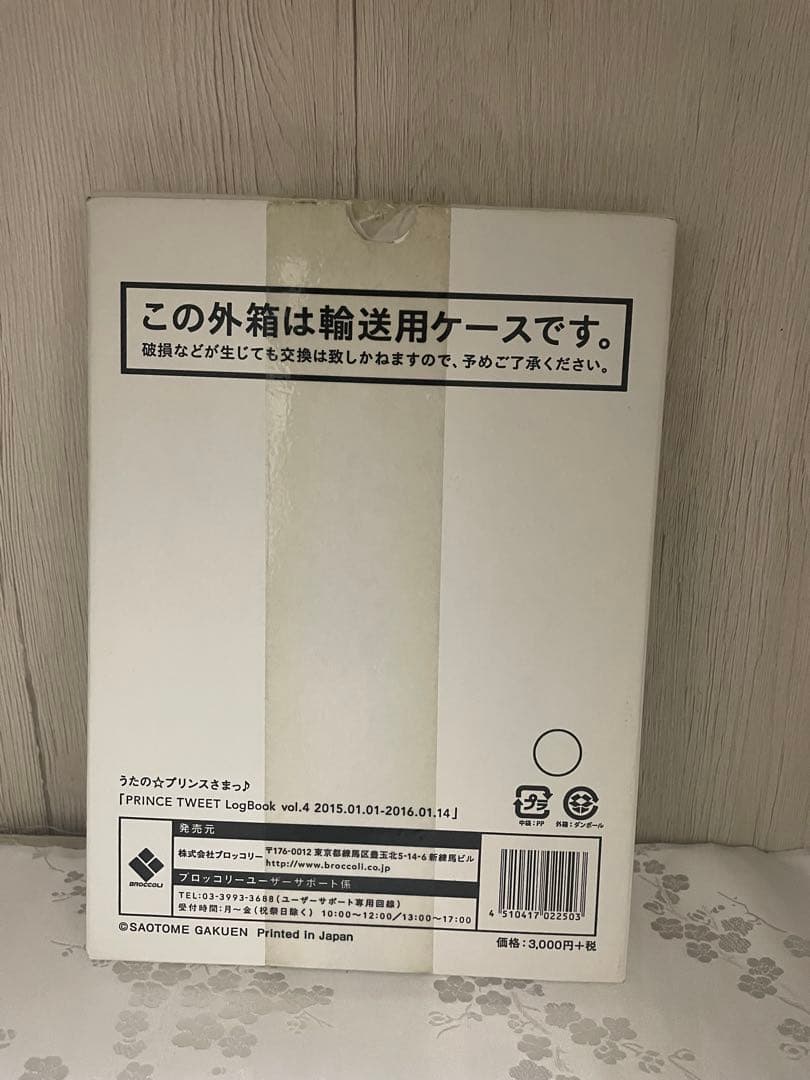 この外箱は輸送用ケースです。
破損などが生じても交換は致しかねますので、予めご了承ください。
うたの☆プリンスさまっ♪
「PRINCE TWEET LogBook vol.4 2015.01.01-2016.01.14」
プラ
中袋：PP
外箱：ダンボール
発売元
BROCCOLI
株式会社ブロッコリー 〒176-0012 東京都練馬区豊玉北5-14-6 新練馬ビル
http://www.broccoli.co.jp
ブロッコリーユーザーサポート係
TEL：03-3993-3688（ユーザーサポート専用回線）
受付時間：月〜金（祝祭日除く） 10:00〜12:00／13:00〜17:00
4 510417 022503
©SAOTOME GAKUEN Printed in Japan
価格：3,000円＋税